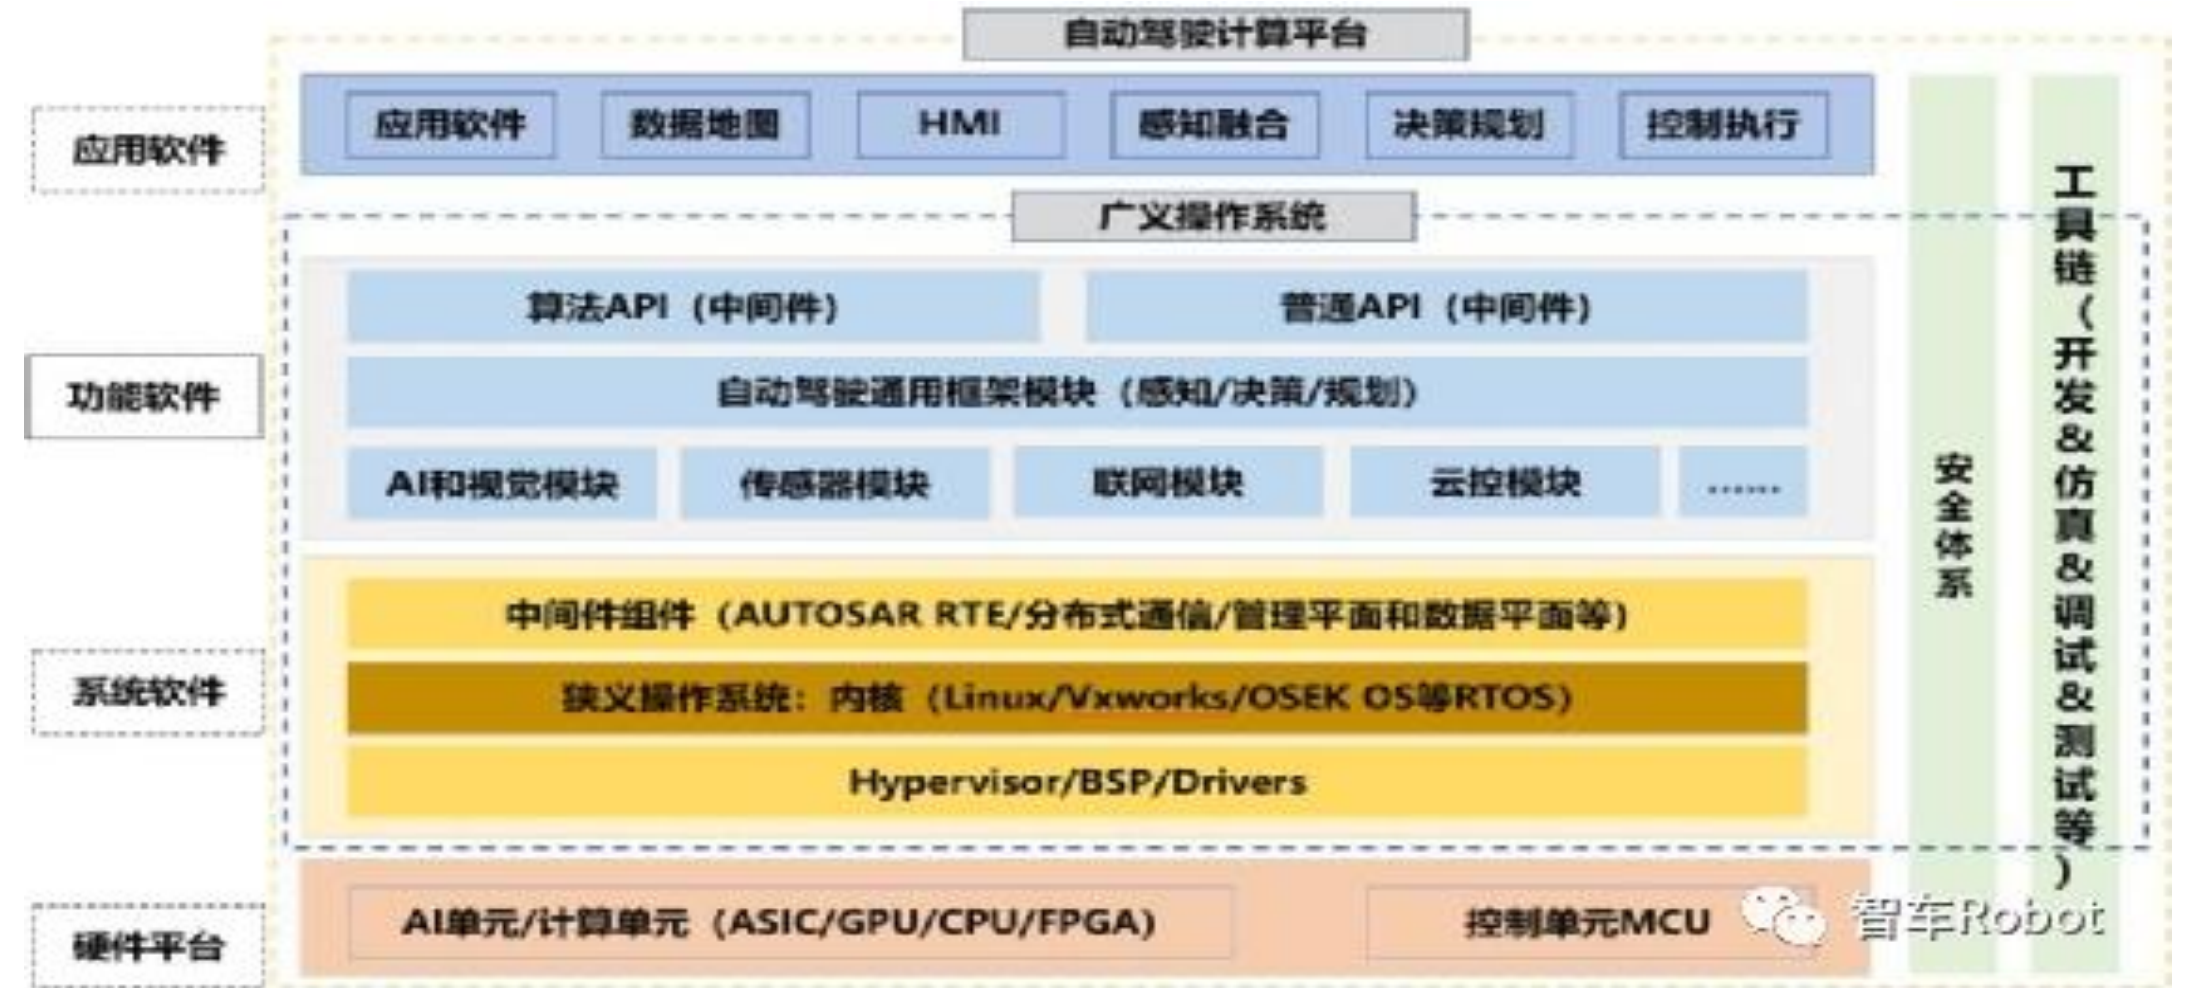 自动驾驶计算平台
应用软件
应用软件
数据地图
HMI
感知融合
决策规划
控制执行
广义操作系统
功能软件
算法API（中间件）
普通API（中间件）
自动驾驶通用框架模块（感知/决策/规划）
AI和视觉模块
传感器模块
联网模块
云控模块
......
系统软件
中间件组件（AUTOSAR RTE/分布式通信/管理平面和数据平面等）
狭义操作系统：内核（Linux/Vxworks/OSEK OS等RTOS）
Hypervisor/BSP/Drivers
硬件平台
AI单元/计算单元（ASIC/GPU/CPU/FPGA）
控制单元MCU
安全体系
工具链（开发&仿真&调试&测试等）
智车Robot